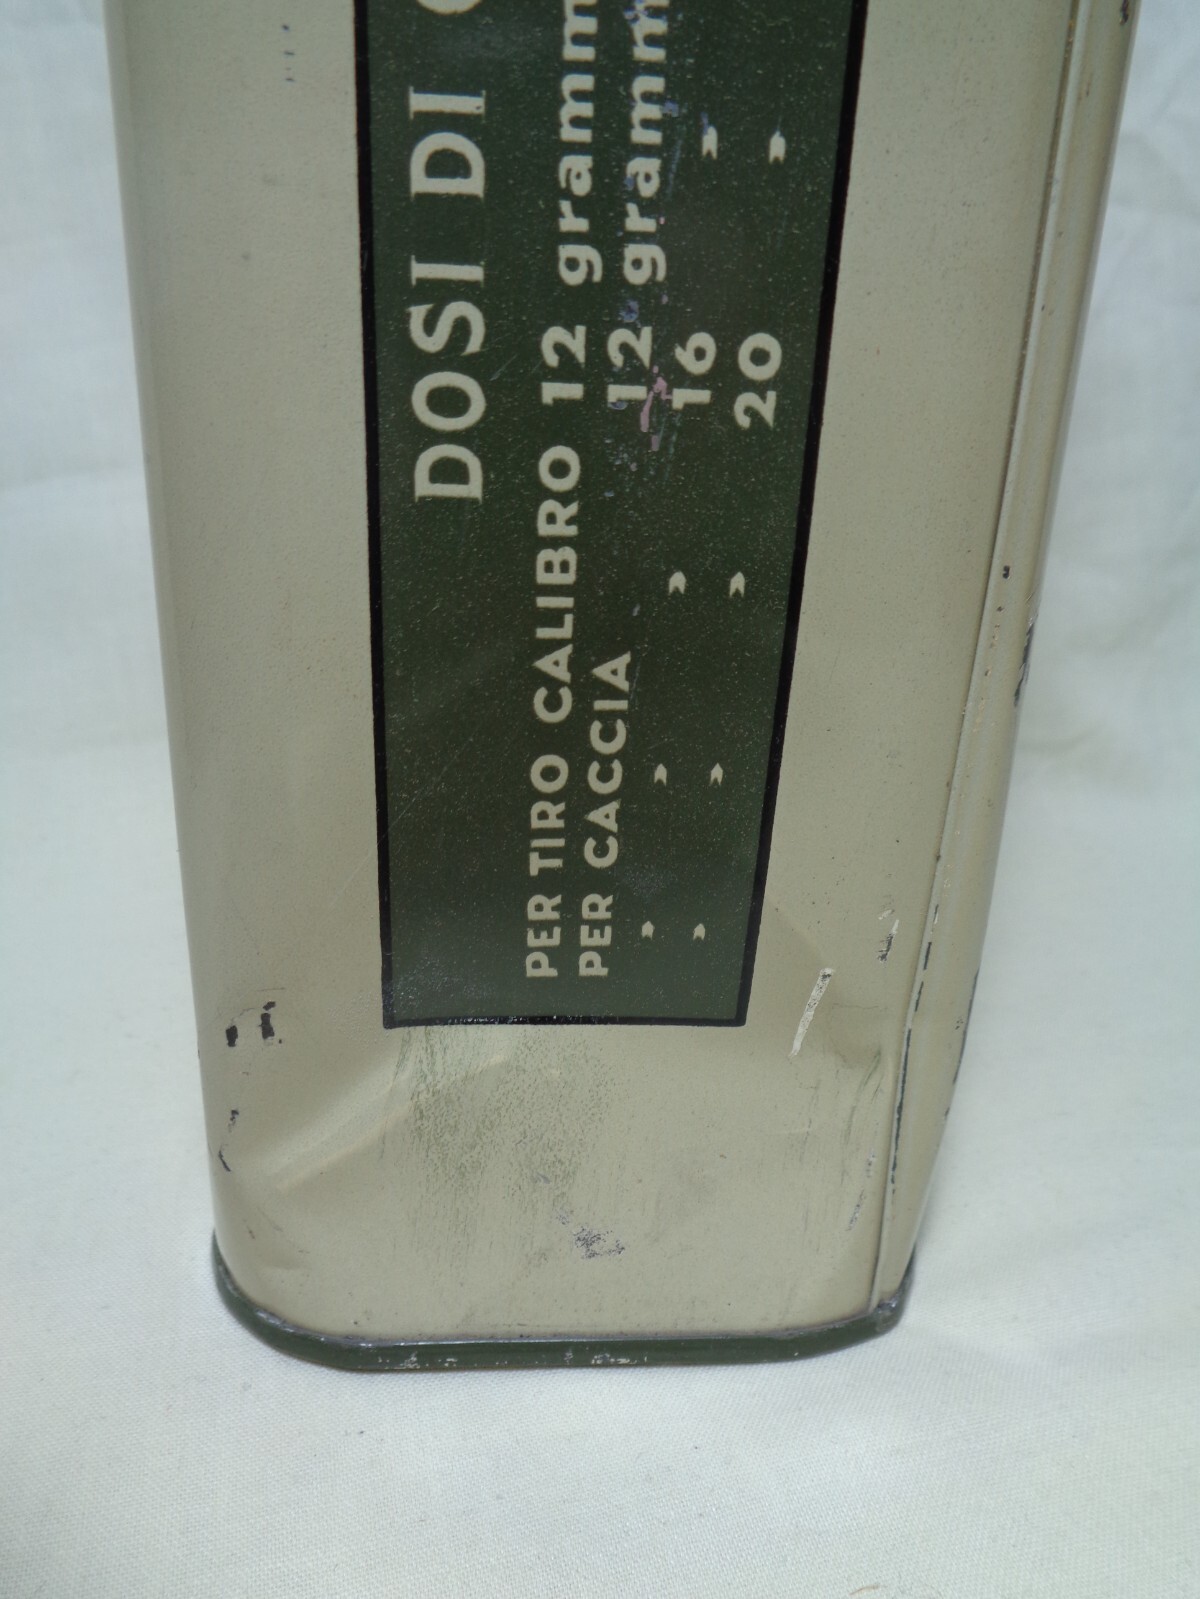 DOSI DI
PER TIRO CALIBRO 12 gramm
PER CACCIA » 12 gramm
» » » 16 »
» » » 20 »